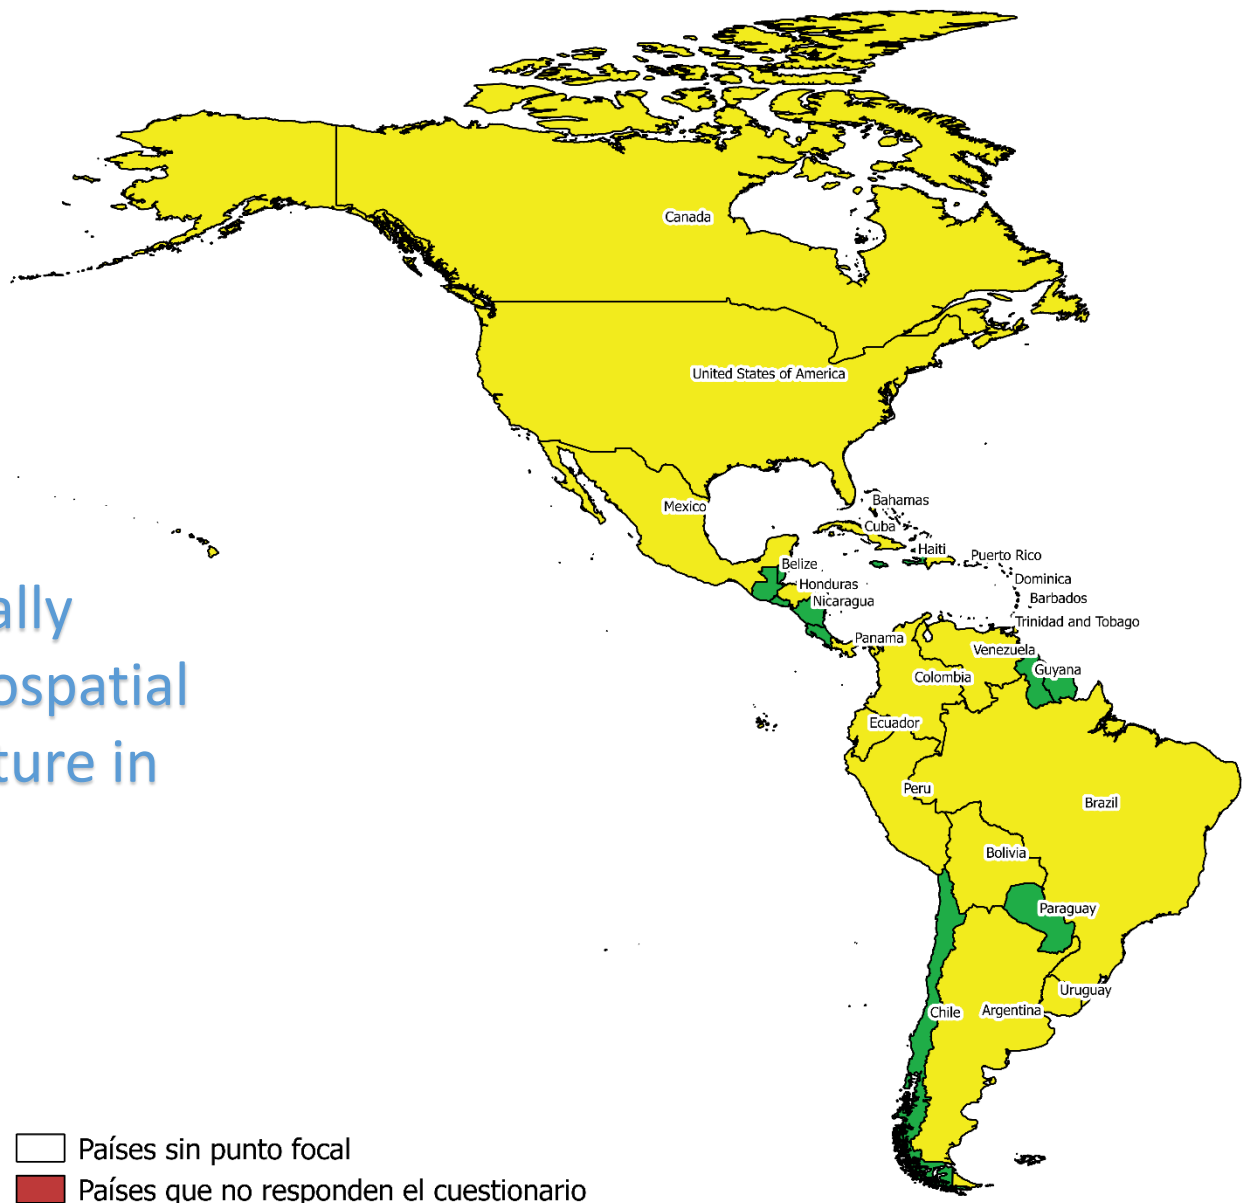 Canada
United States of America
Mexico
Bahamas
Cuba
Haiti
Puerto Rico
Belize
Dominica
Honduras
Barbados
Nicaragua
Trinidad and Tobago
Panama
Venezuela
Guyana
Colombia
Ecuador
Peru
Brazil
Bolivia
Paraguay
Uruguay
Chile
Argentina
ally
ospatial
ture in
Países sin punto focal
Países que no responden el cuestionario